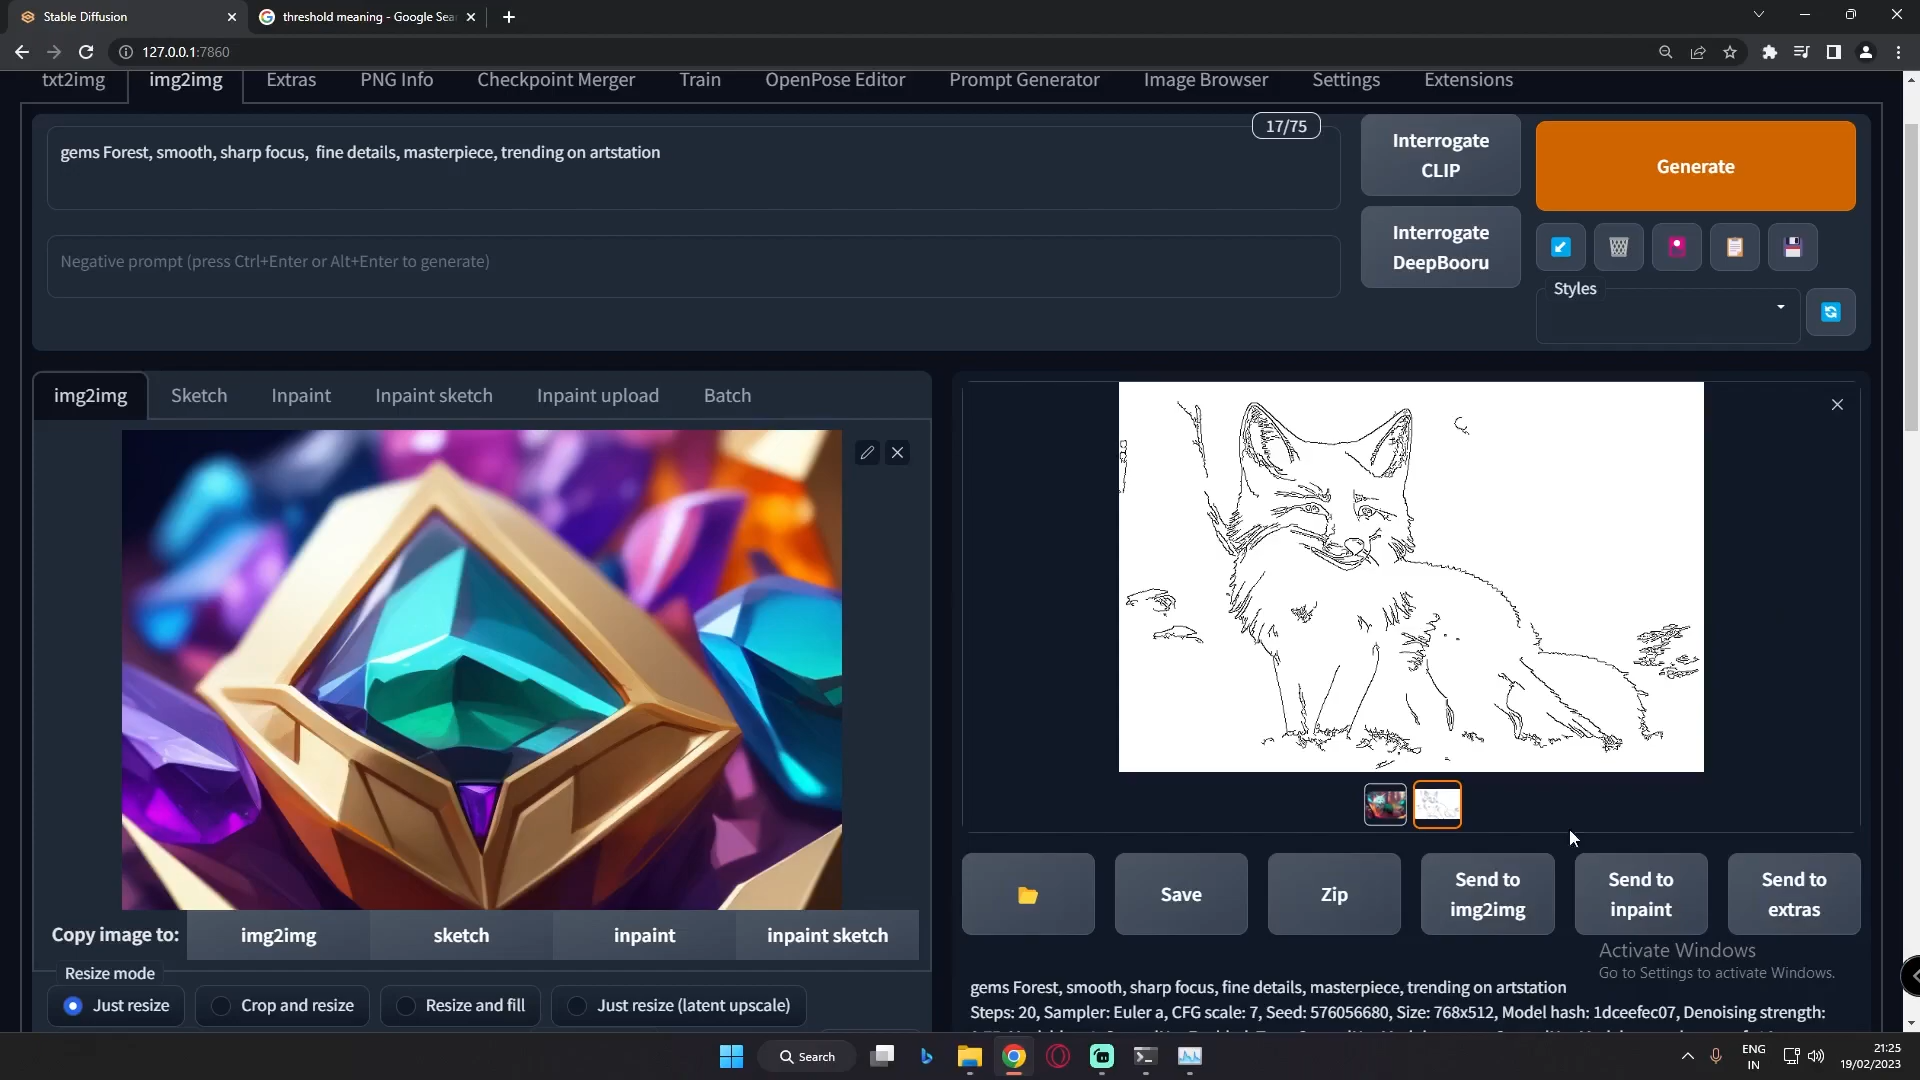 Stable Diffusion
threshold meaning - Google Sear
127.0.0.1:7860
txt2img img2img Extras PNG Info Checkpoint Merger Train OpenPose Editor Prompt Generator Image Browser Settings Extensions
17/75
gems Forest, smooth, sharp focus,  fine details, masterpiece, trending on artstation
Interrogate
CLIP
Generate
Negative prompt (press Ctrl+Enter or Alt+Enter to generate)
Interrogate
DeepBooru
Styles
img2img Sketch Inpaint Inpaint sketch Inpaint upload Batch
Copy image to: img2img sketch inpaint inpaint sketch
Resize mode
Just resize Crop and resize Resize and fill Just resize (latent upscale)
Save
Zip
Send to
img2img
Send to
inpaint
Send to
extras
Activate Windows
Go to Settings to activate Windows.
gems Forest, smooth, sharp focus, fine details, masterpiece, trending on artstation
Steps: 20, Sampler: Euler a, CFG scale: 7, Seed: 576056680, Size: 768x512, Model hash: 1dceefec07, Denoising strength:
Search
ENG
IN
21:25
19/02/2023